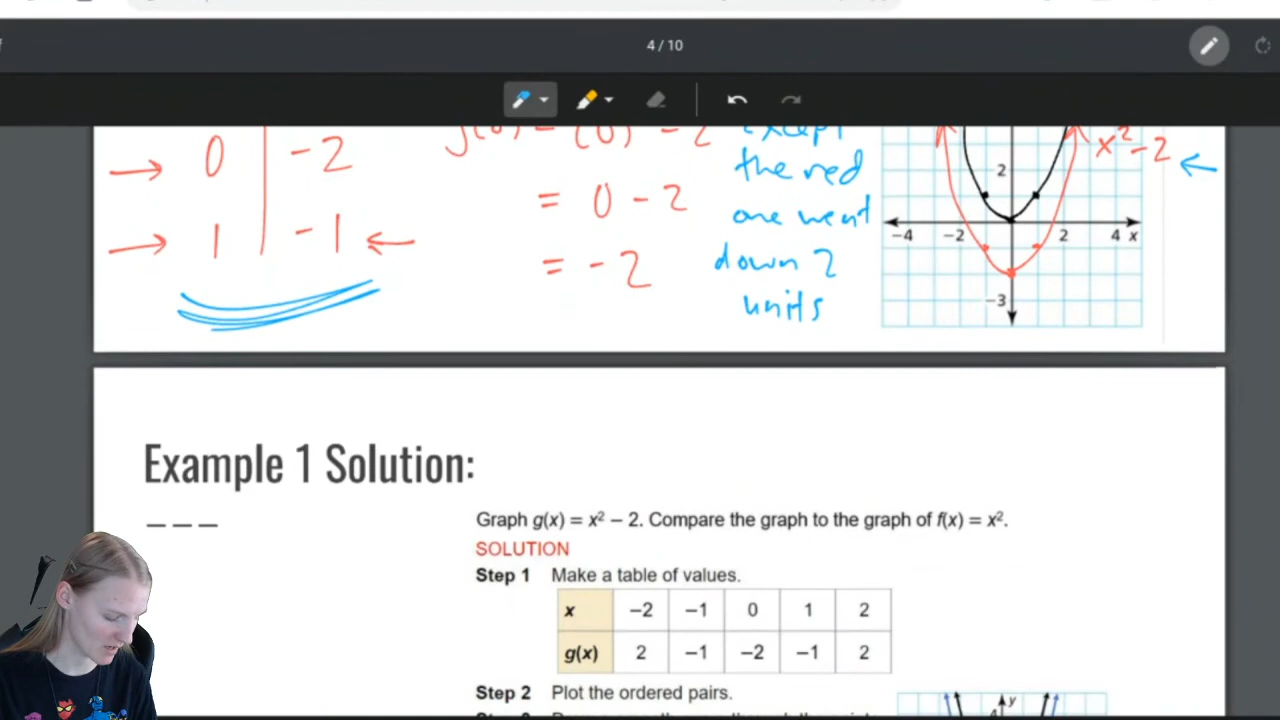 4 / 10
0 -2
(0) - 2
except
x² - 2
the red
= 0 - 2
one went
1 -1
= -2
down 2
units
2
-4 -2 2 4 x
-3
Example 1 Solution:
Graph g(x) = x² − 2. Compare the graph to the graph of f(x) = x².
SOLUTION
Step 1 Make a table of values.
x −2 −1 0 1 2
g(x) 2 −1 −2 −1 2
Step 2 Plot the ordered pairs.
y